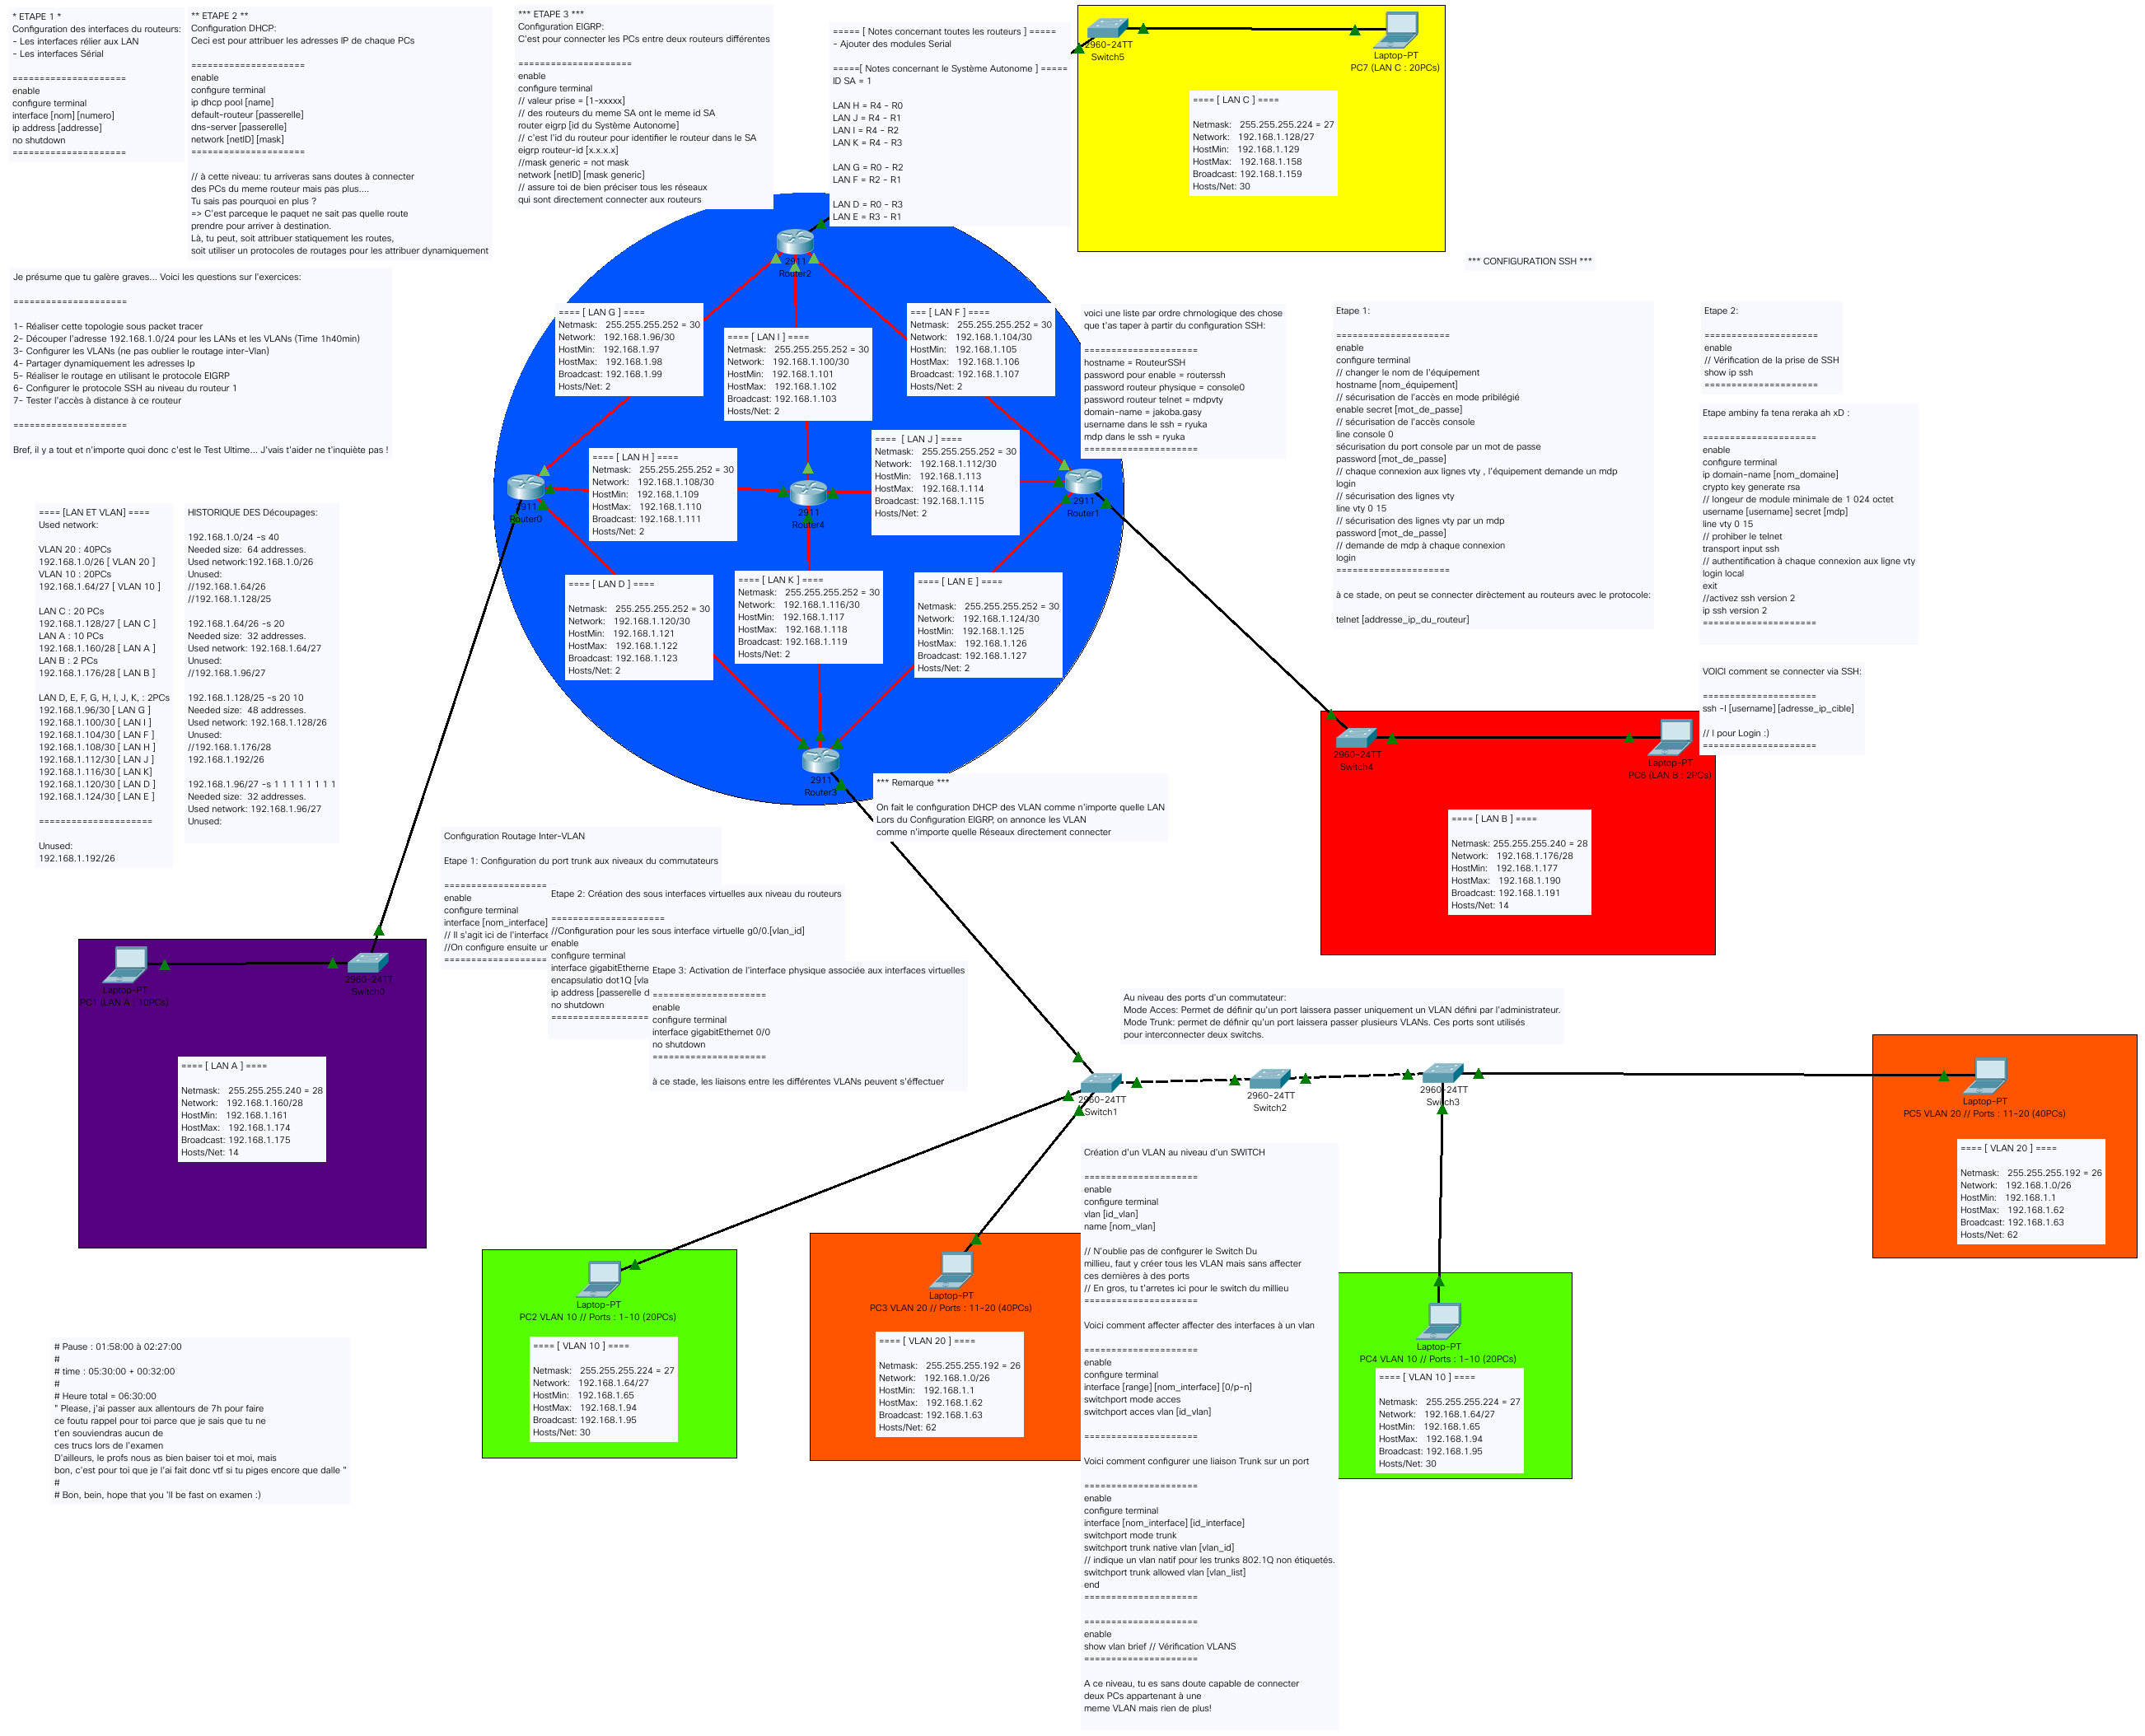 * ETAPE 1 *
Configuration des interfaces du routeurs:
- Les interfaces rélier aux LAN
- Les interfaces Sérial
=====================
enable
configure terminal
interface [nom] [numero]
ip address [addresse]
no shutdown
=====================
** ETAPE 2 **
Configuration DHCP:
Ceci est pour attribuer les adresses IP de chaque PCs
=====================
enable
configure terminal
ip dhcp pool [name]
default-routeur [passerelle]
dns-server [passerelle]
network [netID] [mask]
=====================
// à cette niveau: tu arriveras sans doutes à connecter
des PCs du meme routeur mais pas plus....
Tu sais pas pourquoi en plus ?
=> C'est parceque le paquet ne sait pas quelle route
prendre pour arriver à destination.
Là, tu peut, soit attribuer statiquement les routes,
soit utiliser un protocoles de routages pour les attribuer dynamiquement
*** ETAPE 3 ***
Configuration EIGRP:
C'est pour connecter les PCs entre deux routeurs différentes
=====================
enable
configure terminal
// valeur prise = [1-xxxxx]
// des routeurs du meme SA ont le meme id SA
router eigrp [id du Système Autonome]
// c'est l'id du routeur pour identifier le routeur dans le SA
eigrp routeur-id [x.x.x.x]
//mask generic = not mask
network [netID] [mask generic]
// assure toi de bien préciser tous les réseaux
qui sont directement connecter aux routeurs
===== [ Notes concernant toutes les routeurs ] =====
- Ajouter des modules Serial
=====[ Notes concernant le Système Autonome ] =====
ID SA = 1
LAN H = R4 - R0
LAN J = R4 - R1
LAN I = R4 - R2
LAN K = R4 - R3
LAN G = R0 - R2
LAN F = R2 - R1
LAN D = R0 - R3
LAN E = R3 - R1
2960-24TT
Switch5
Laptop-PT
PC7 (LAN C : 20PCs)
==== [ LAN C ] ====
Netmask: 255.255.255.224 = 27
Network: 192.168.1.128/27
HostMin: 192.168.1.129
HostMax: 192.168.1.158
Broadcast: 192.168.1.159
Hosts/Net: 30
*** CONFIGURATION SSH ***
Je présume que tu galère graves... Voici les questions sur l'exercices:
=====================
1- Réaliser cette topologie sous packet tracer
2- Découper l'adresse 192.168.1.0/24 pour les LANs et les VLANs (Time 1h40min)
3- Configurer les VLANs (ne pas oublier le routage inter-Vlan)
4- Partager dynamiquement les adresses Ip
5- Réaliser le routage en utilisant le protocole EIGRP
6- Configurer le protocole SSH au niveau du routeur 1
7- Tester l'accès à distance à ce routeur
=====================
Bref, il y a tout et n'importe quoi donc c'est le Test Ultime... J'vais t'aider ne t'inquiète pas !
2911
Router2
==== [ LAN G ] ====
Netmask: 255.255.255.252 = 30
Network: 192.168.1.96/30
HostMin: 192.168.1.97
HostMax: 192.168.1.98
Broadcast: 192.168.1.99
Hosts/Net: 2
==== [ LAN I ] ====
Netmask: 255.255.255.252 = 30
Network: 192.168.1.100/30
HostMin: 192.168.1.101
HostMax: 192.168.1.102
Broadcast: 192.168.1.103
Hosts/Net: 2
=== [ LAN F ] ====
Netmask: 255.255.255.252 = 30
Network: 192.168.1.104/30
HostMin: 192.168.1.105
HostMax: 192.168.1.106
Broadcast: 192.168.1.107
Hosts/Net: 2
==== [ LAN H ] ====
Netmask: 255.255.255.252 = 30
Network: 192.168.1.108/30
HostMin: 192.168.1.109
HostMax: 192.168.1.110
Broadcast: 192.168.1.111
Hosts/Net: 2
==== [ LAN J ] ====
Netmask: 255.255.255.252 = 30
Network: 192.168.1.112/30
HostMin: 192.168.1.113
HostMax: 192.168.1.114
Broadcast: 192.168.1.115
Hosts/Net: 2
2911
Router0
2911
Router4
2911
Router1
==== [ LAN D ] ====
Netmask: 255.255.255.252 = 30
Network: 192.168.1.120/30
HostMin: 192.168.1.121
HostMax: 192.168.1.122
Broadcast: 192.168.1.123
Hosts/Net: 2
==== [ LAN K ] ====
Netmask: 255.255.255.252 = 30
Network: 192.168.1.116/30
HostMin: 192.168.1.117
HostMax: 192.168.1.118
Broadcast: 192.168.1.119
Hosts/Net: 2
==== [ LAN E ] ====
Netmask: 255.255.255.252 = 30
Network: 192.168.1.124/30
HostMin: 192.168.1.125
HostMax: 192.168.1.126
Broadcast: 192.168.1.127
Hosts/Net: 2
2911
Router3
voici une liste par ordre chrnologique des chose
que t'as taper à partir du configuration SSH:
=====================
hostname = RouteurSSH
password pour enable = routerssh
password routeur physique = console0
password routeur telnet = mdpvty
domain-name = jakoba.gasy
username dans le ssh = ryuka
mdp dans le ssh = ryuka
=====================
Etape 1:
=====================
enable
configure terminal
// changer le nom de l'équipement
hostname [nom_équipement]
// sécurisation de l'accès en mode pribilégié
enable secret [mot_de_passe]
// sécurisation de l'accès console
line console 0
sécurisation du port console par un mot de passe
password [mot_de_passe]
// chaque connexion aux lignes vty , l'équipement demande un mdp
login
// sécurisation des lignes vty
line vty 0 15
// sécurisation des lignes vty par un mdp
password [mot_de_passe]
// demande de mdp à chaque connexion
login
=====================
à ce stade, on peut se connecter dirèctement au routeurs avec le protocole:
telnet [addresse_ip_du_routeur]
Etape 2:
=====================
enable
// Vérification de la prise de SSH
show ip ssh
=====================
Etape ambiny fa tena reraka ah xD :
=====================
enable
configure terminal
ip domain-name [nom_domaine]
crypto key generate rsa
// longeur de module minimale de 1 024 octet
username [username] secret [mdp]
line vty 0 15
// prohiber le telnet
transport input ssh
// authentification à chaque connexion aux ligne vty
login local
exit
//activez ssh version 2
ip ssh version 2
=====================
VOICI comment se connecter via SSH:
=====================
ssh -l [username] [adresse_ip_cible]
// l pour Login :)
=====================
==== [LAN ET VLAN] ====
Used network:
VLAN 20 : 40PCs
192.168.1.0/26 [ VLAN 20 ]
VLAN 10 : 20PCs
192.168.1.64/27 [ VLAN 10 ]
LAN C : 20 PCs
192.168.1.128/27 [ LAN C ]
LAN A : 10 PCs
192.168.1.160/28 [ LAN A ]
LAN B : 2 PCs
192.168.1.176/28 [ LAN B ]
LAN D, E, F, G, H, I, J, K, : 2PCs
192.168.1.96/30 [ LAN G ]
192.168.1.100/30 [ LAN I ]
192.168.1.104/30 [ LAN F ]
192.168.1.108/30 [ LAN H ]
192.168.1.112/30 [ LAN J ]
192.168.1.116/30 [ LAN K]
192.168.1.120/30 [ LAN D ]
192.168.1.124/30 [ LAN E ]
=====================
Unused:
192.168.1.192/26
HISTORIQUE DES Découpages:
192.168.1.0/24 -s 40
Needed size: 64 addresses.
Used network:192.168.1.0/26
Unused:
//192.168.1.64/26
//192.168.1.128/25
192.168.1.64/26 -s 20
Needed size: 32 addresses.
Used network: 192.168.1.64/27
Unused:
//192.168.1.96/27
192.168.1.128/25 -s 20 10
Needed size: 48 addresses.
Used network: 192.168.1.128/26
Unused:
//192.168.1.176/28
192.168.1.192/26
192.168.1.96/27 -s 1 1 1 1 1 1 1 1
Needed size: 32 addresses.
Used network: 192.168.1.96/27
Unused:
*** Remarque ***
On fait le configuration DHCP des VLAN comme n'importe quelle LAN
Lors du Configuration EIGRP, on annonce les VLAN
comme n'importe quelle Réseaux directement connecter
2960-24TT
Switch4
Laptop-PT
PC6 (LAN B : 2PCs)
==== [ LAN B ] ====
Netmask: 255.255.255.240 = 28
Network: 192.168.1.176/28
HostMin: 192.168.1.177
HostMax: 192.168.1.190
Broadcast: 192.168.1.191
Hosts/Net: 14
Configuration Routage Inter-VLAN
Etape 1: Configuration du port trunk aux niveaux du commutateurs
===================
enable
configure terminal
interface [nom_interface]
// Il s'agit ici de l'interface
//On configure ensuite ur
===================
Etape 2: Création des sous interfaces virtuelles au niveau du routeurs
=====================
//Configuration pour les sous interface virtuelle g0/0.[vlan_id]
enable
configure terminal
interface gigabitEtherne
encapsulatio dot1Q [vla
ip address [passerelle d
no shutdown
==================
Etape 3: Activation de l'interface physique associée aux interfaces virtuelles
=====================
enable
configure terminal
interface gigabitEthernet 0/0
no shutdown
=====================
à ce stade, les liaisons entre les différentes VLANs peuvent s'éffectuer
Laptop-PT
PC1 (LAN A : 10PCs)
2960-24TT
Switch0
==== [ LAN A ] ====
Netmask: 255.255.255.240 = 28
Network: 192.168.1.160/28
HostMin: 192.168.1.161
HostMax: 192.168.1.174
Broadcast: 192.168.1.175
Hosts/Net: 14
Au niveau des ports d'un commutateur:
Mode Acces: Permet de définir qu'un port laissera passer uniquement un VLAN défini par l'administrateur.
Mode Trunk: permet de définir qu'un port laissera passer plusieurs VLANs. Ces ports sont utilisés
pour interconnecter deux switchs.
2960-24TT
Switch1
2960-24TT
Switch2
2960-24TT
Switch3
Laptop-PT
PC5 VLAN 20 // Ports : 11-20 (40PCs)
==== [ VLAN 20 ] ====
Netmask: 255.255.255.192 = 26
Network: 192.168.1.0/26
HostMin: 192.168.1.1
HostMax: 192.168.1.62
Broadcast: 192.168.1.63
Hosts/Net: 62
Laptop-PT
PC2 VLAN 10 // Ports : 1-10 (20PCs)
==== [ VLAN 10 ] ====
Netmask: 255.255.255.224 = 27
Network: 192.168.1.64/27
HostMin: 192.168.1.65
HostMax: 192.168.1.94
Broadcast: 192.168.1.95
Hosts/Net: 30
Laptop-PT
PC3 VLAN 20 // Ports : 11-20 (40PCs)
==== [ VLAN 20 ] ====
Netmask: 255.255.255.192 = 26
Network: 192.168.1.0/26
HostMin: 192.168.1.1
HostMax: 192.168.1.62
Broadcast: 192.168.1.63
Hosts/Net: 62
Création d'un VLAN au niveau d'un SWITCH
=====================
enable
configure terminal
vlan [id_vlan]
name [nom_vlan]
// N'oublie pas de configurer le Switch Du
millieu, faut y créer tous les VLAN mais sans affecter
ces dernières à des ports
// En gros, tu t'arretes ici pour le switch du millieu
=====================
Voici comment affecter affecter des interfaces à un vlan
=====================
enable
configure terminal
interface [range] [nom_interface] [0/p-n]
switchport mode acces
switchport acces vlan [id_vlan]
=====================
Voici comment configurer une liaison Trunk sur un port
=====================
enable
configure terminal
interface [nom_interface] [id_interface]
switchport mode trunk
switchport trunk native vlan [vlan_id]
// indique un vlan natif pour les trunks 802.1Q non étiquetés.
switchport trunk allowed vlan [vlan_list]
end
=====================
=====================
enable
show vlan brief // Vérification VLANS
=====================
A ce niveau, tu es sans doute capable de connecter
deux PCs appartenant à une
meme VLAN mais rien de plus!
Laptop-PT
PC4 VLAN 10 // Ports : 1-10 (20PCs)
==== [ VLAN 10 ] ====
Netmask: 255.255.255.224 = 27
Network: 192.168.1.64/27
HostMin: 192.168.1.65
HostMax: 192.168.1.94
Broadcast: 192.168.1.95
Hosts/Net: 30
# Pause : 01:58:00 à 02:27:00
#
# time : 05:30:00 + 00:32:00
#
# Heure total = 06:30:00
" Please, j'ai passer aux allentours de 7h pour faire
ce foutu rappel pour toi parce que je sais que tu ne
t'en souviendras aucun de
ces trucs lors de l'examen
D'ailleurs, le profs nous as bien baiser toi et moi, mais
bon, c'est pour toi que je l'ai fait donc vtf si tu piges encore que dalle "
#
# Bon, bein, hope that you 'll be fast on examen :)